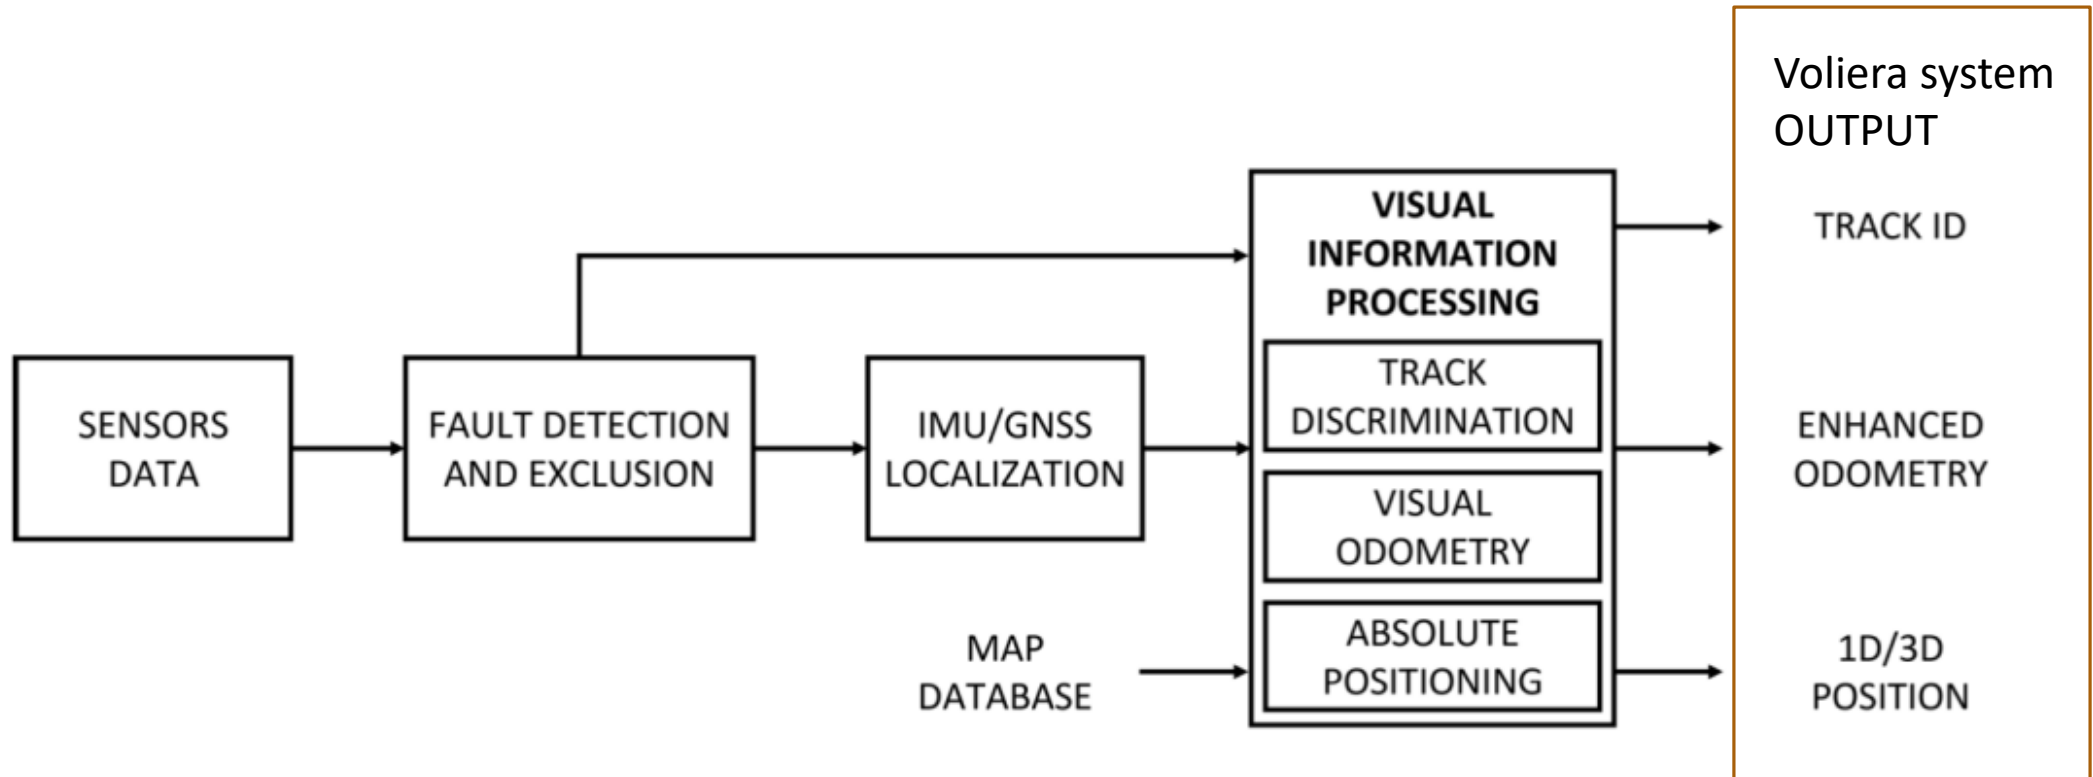 Voliera system
OUTPUT
SENSORS
DATA
FAULT DETECTION
AND EXCLUSION
IMU/GNSS
LOCALIZATION
MAP
DATABASE
VISUAL
INFORMATION
PROCESSING
TRACK
DISCRIMINATION
VISUAL
ODOMETRY
ABSOLUTE
POSITIONING
TRACK ID
ENHANCED
ODOMETRY
1D/3D
POSITION